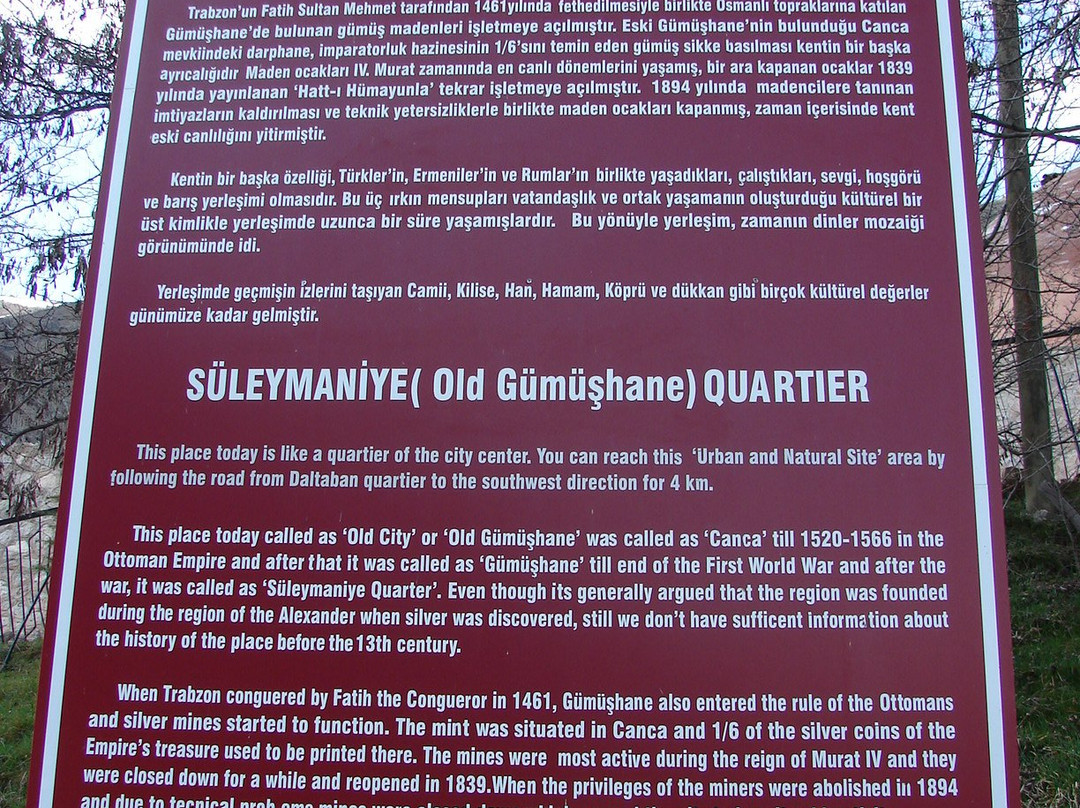 Trabzon'un Fatih Sultan Mehmet tarafından 1461yılında fethedilmesiyle birlikte Osmanlı topraklarına katılan
Gümüşhane'de bulunan gümüş madenleri işletmeye açılmıştır. Eski Gümüşhane'nin bulunduğu Canca
mevkiindeki darphane, imparatorluk hazinesinin 1/6'sını temin eden gümüş sikke basılması kentin bir başka
ayrıcalığıdır Maden ocakları IV. Murat zamanında en canlı dönemlerini yaşamış, bir ara kapanan ocaklar 1839
yılında yayınlanan 'Hatt-ı Hümayunla' tekrar işletmeye açılmıştır. 1894 yılında madencilere tanınan
imtiyazların kaldırılması ve teknik yetersizliklerle birlikte maden ocakları kapanmış, zaman içerisinde kent
eski canlılığını yitirmiştir.
Kentin bir başka özelliği, Türkler'in, Ermeniler'in ve Rumlar'ın birlikte yaşadıkları, çalıştıkları, sevgi, hoşgörü
ve barış yerleşimi olmasıdır. Bu üç ırkın mensupları vatandaşlık ve ortak yaşamanın oluşturduğu kültürel bir
üst kimlikle yerleşimde uzunca bir süre yaşamışlardır. Bu yönüyle yerleşim, zamanın dinler mozaiği
görünümünde idi.
Yerleşimde geçmişin izlerini taşıyan Camii, Kilise, Han, Hamam, Köprü ve dükkan gibi birçok kültürel değerler
günümüze kadar gelmiştir.
SÜLEYMANİYE( Old Gümüşhane) QUARTIER
This place today is like a quartier of the city center. You can reach this 'Urban and Natural Site' area by
following the road from Daltaban quartier to the southwest direction for 4 km.
This place today called as 'Old City' or 'Old Gümüşhane' was called as 'Canca' till 1520-1566 in the
Ottoman Empire and after that it was called as 'Gümüşhane' till end of the First World War and after the
war, it was called as 'Süleymaniye Quarter'. Even though its generally argued that the region was founded
during the region of the Alexander when silver was discovered, still we don't have sufficent information about
the history of the place before the 13th century.
When Trabzon conguered by Fatih the Congueror in 1461, Gümüşhane also entered the rule of the Ottomans
and silver mines started to function. The mint was situated in Canca and 1/6 of the silver coins of the
Empire's treasure used to be printed there. The mines were most active during the reign of Murat IV and they
were closed down for a while and reopened in 1839.When the privileges of the miners were abolished in 1894
and due to tecnical mines were